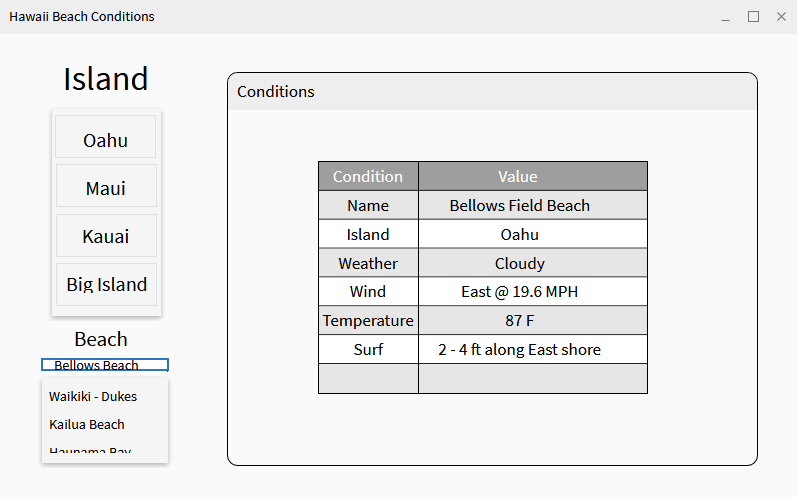 Hawaii Beach Conditions
Island
Oahu
Maui
Kauai
Big Island
Beach
Bellows Beach
Waikiki - Dukes
Kailua Beach
Haunama Bay
Conditions
Condition Value
Name Bellows Field Beach
Island Oahu
Weather Cloudy
Wind East @ 19.6 MPH
Temperature 87 F
Surf 2 - 4 ft along East shore